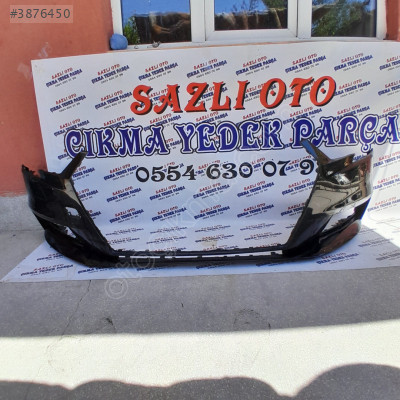 #3876450
SAZLI OTO
ÇIKMA YEDEK PARÇA
0554 630 07 9